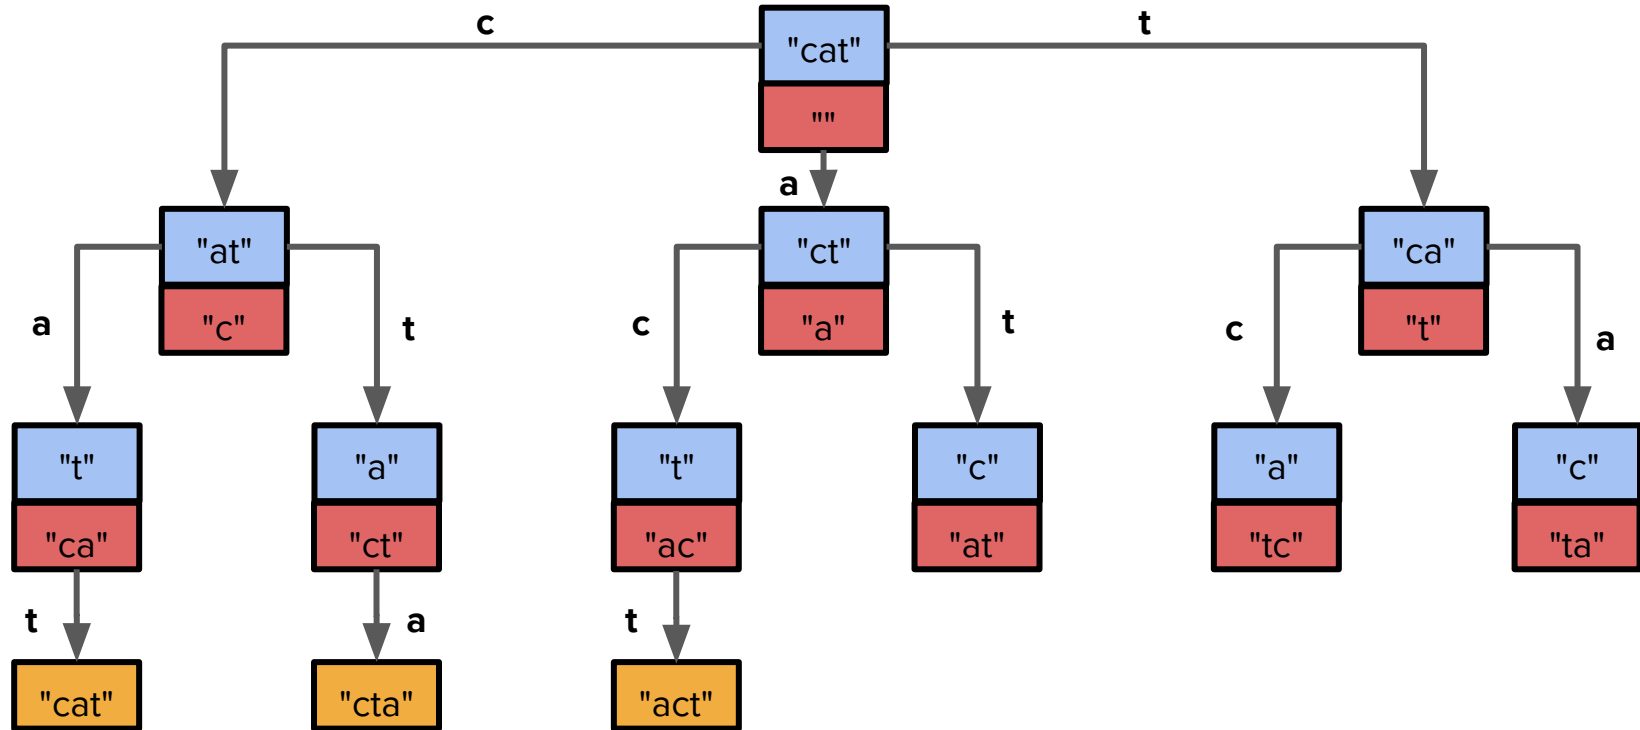 c
"cat"
t
""
a
"at"
"ct"
"ca"
a
"c"
t
c
"a"
t
c
"t"
a
"t"
"a"
"t"
"c"
"a"
"c"
"ca"
"ct"
"ac"
"at"
"tc"
"ta"
t
a
t
"cat"
"cta"
"act"